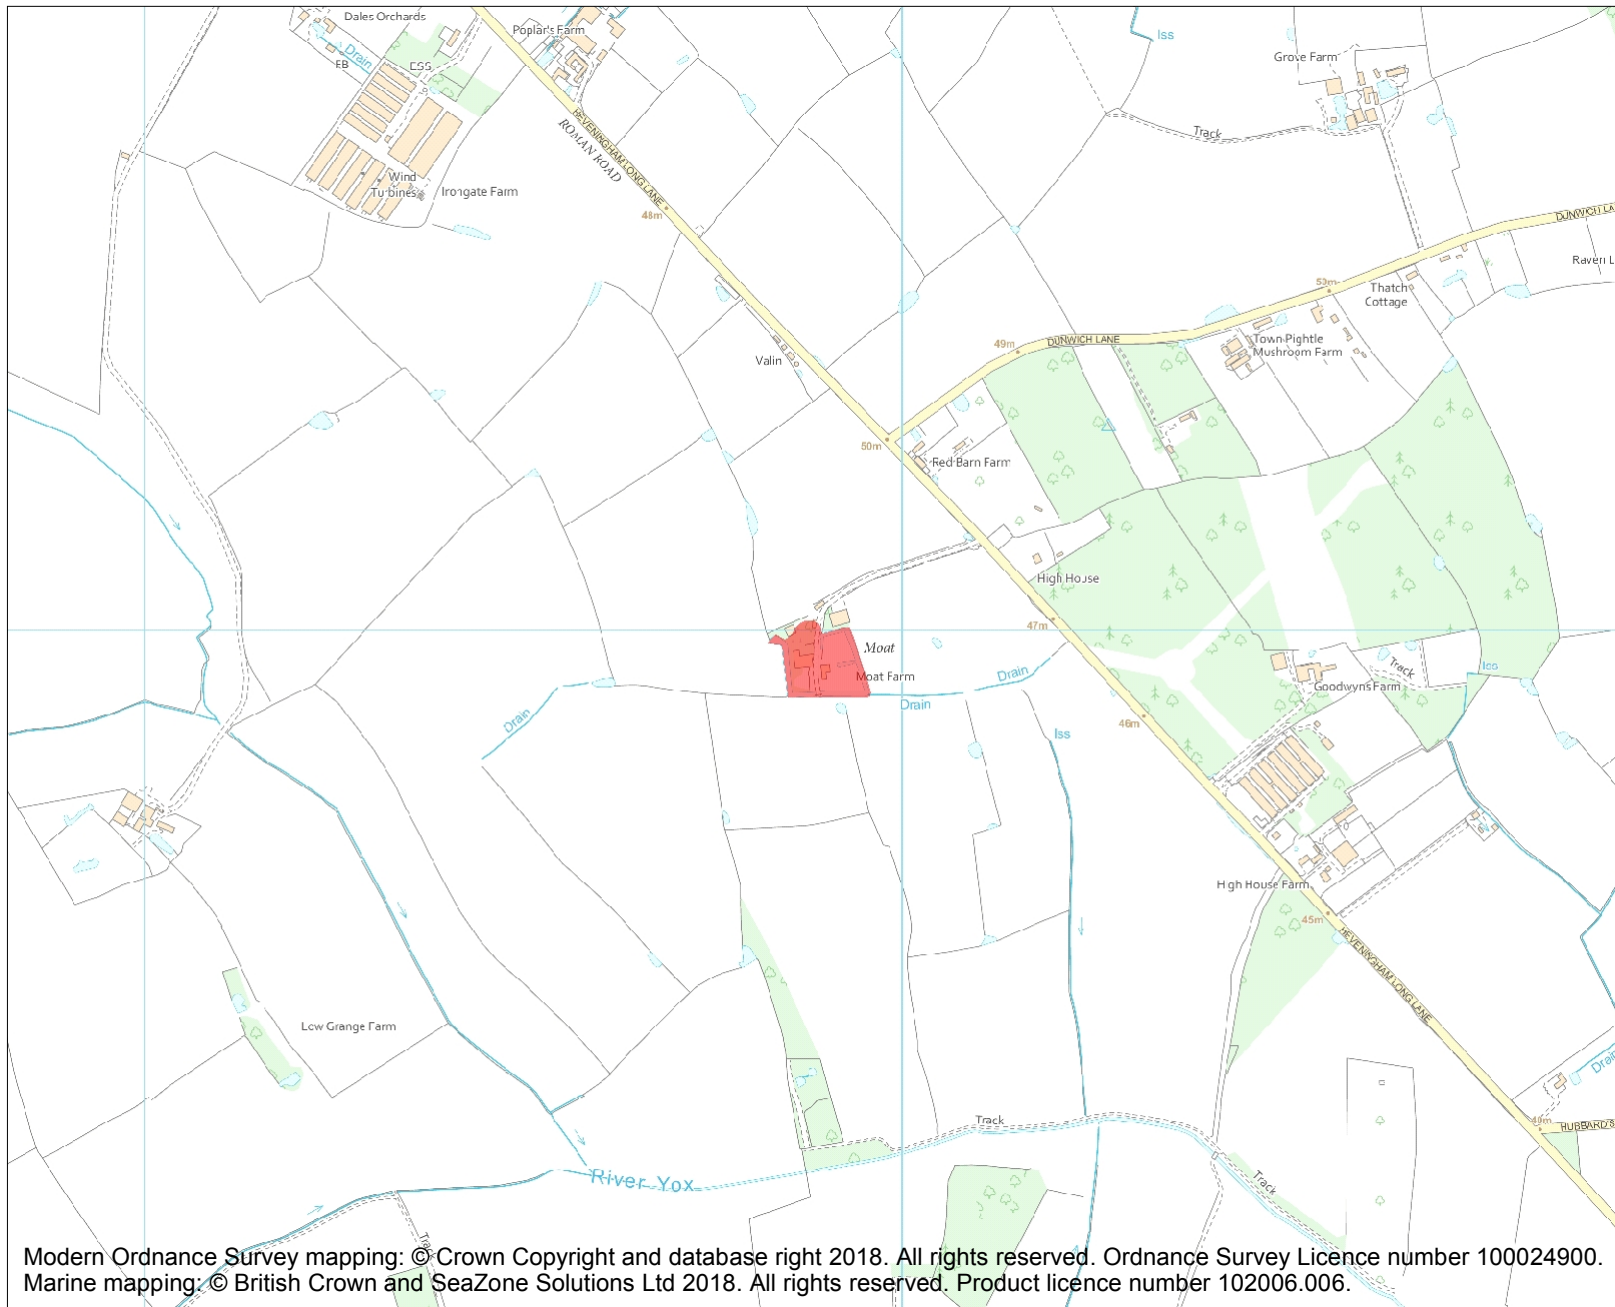 Dales Orchards
Poplar's Farm
Drain
FB
ESS
Iss
Grove Farm
Track
ROMAN ROAD
HEVENINGHAM LONG LANE
Wind
Turbines
Irongate Farm
48m
DUNWICH LA
Raven L
53m
Thatch
Cottage
49m
DUNWICH LANE
Town Pightle
Mushroom Farm
Valin
50m
Red Barn Farm
High House
47m
Moat
Moat Farm
Drain
Drain
Drain
Track
Iss
Goodwyns Farm
46m
Iss
High House Farm
45m
HEVENINGHAM LONG LANE
Low Grange Farm
Drain
40m
HUBBARD'S
Track
Track
River Yox
Track
Modern Ordnance Survey mapping: © Crown Copyright and database right 2018. All rights reserved. Ordnance Survey Licence number 100024900.
Marine mapping: © British Crown and SeaZone Solutions Ltd 2018. All rights reserved. Product licence number 102006.006.